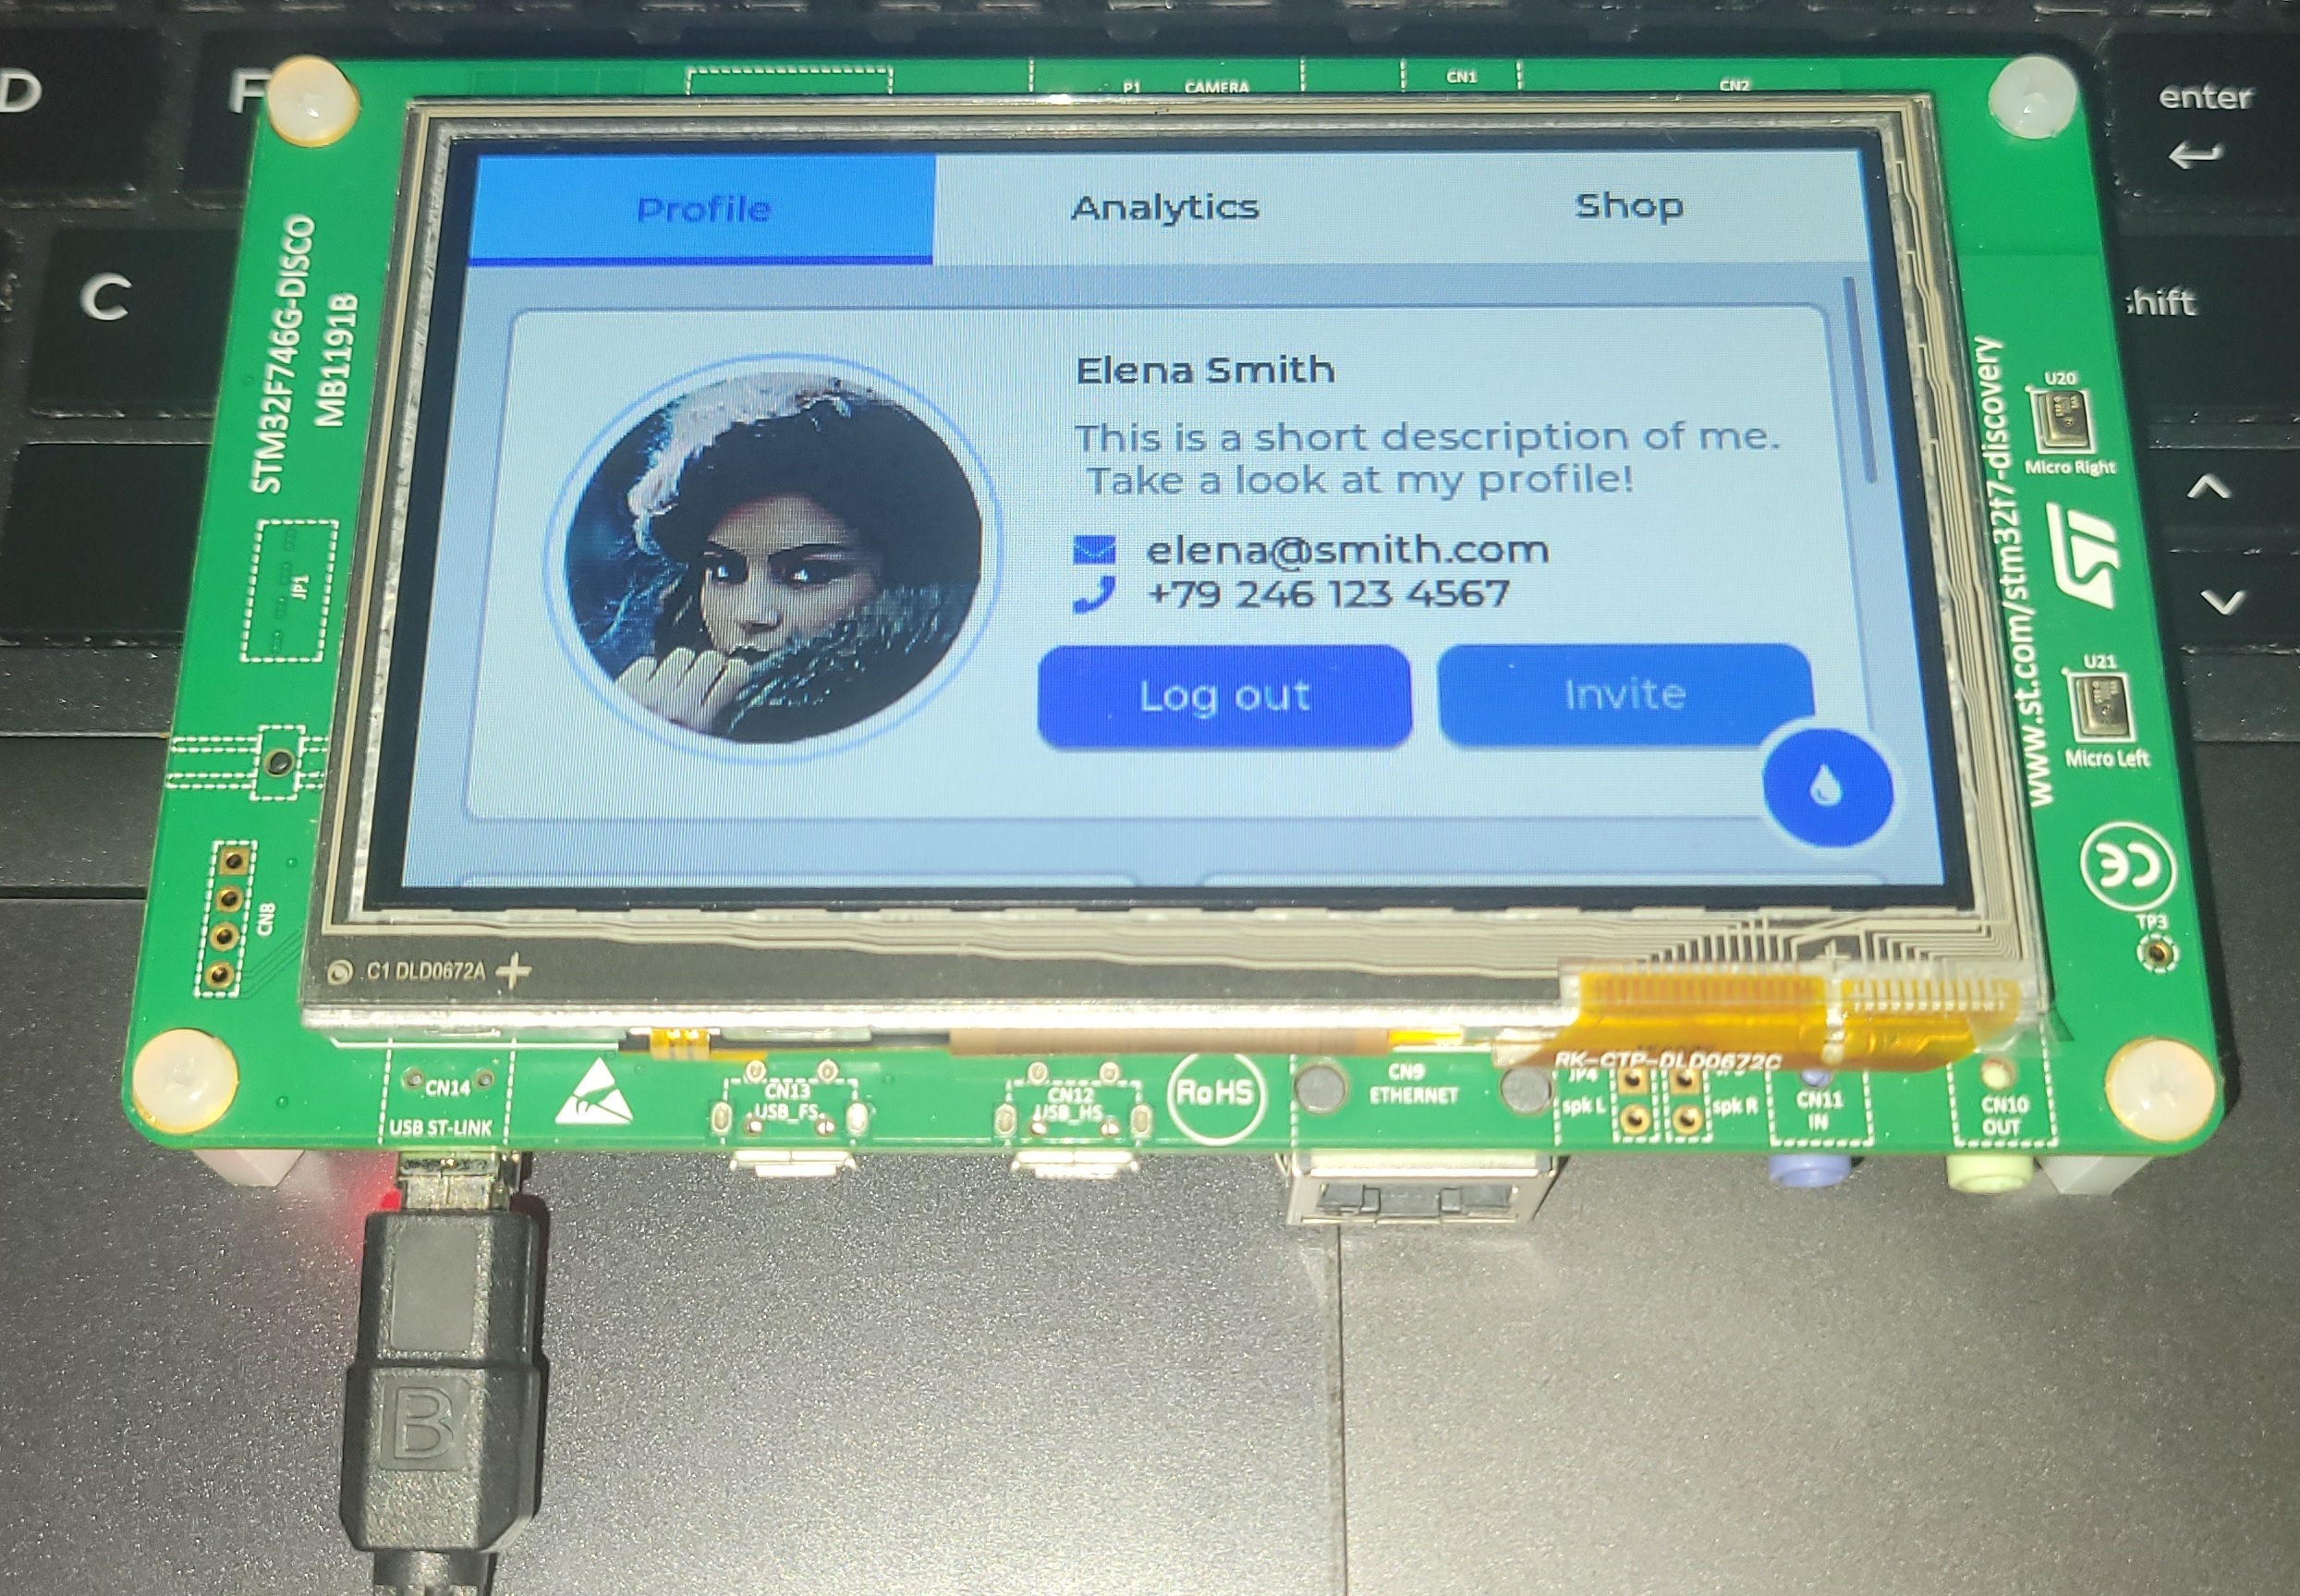 D
F
enter
C
shift
P1
CAMERA
CN1
CN2
STM32F746G-DISCO
MB1191B
Profile
Analytics
Shop
Elena Smith
This is a short description of me.
Take a look at my profile!
elena@smith.com
+79 246 123 4567
Log out
Invite
www.st.com/stm32f7-discovery
U20
Micro Right
ST
U21
Micro Left
CE
TP3
JP1
CN8
C1 DLD0672A
RK-CTP-DLD0672C
CN14
USB ST-LINK
CN13
USB_FS
CN12
USB_HS
RoHS
CN9
ETHERNET
JP4
spk L
spk R
CN11
IN
CN10
OUT
B